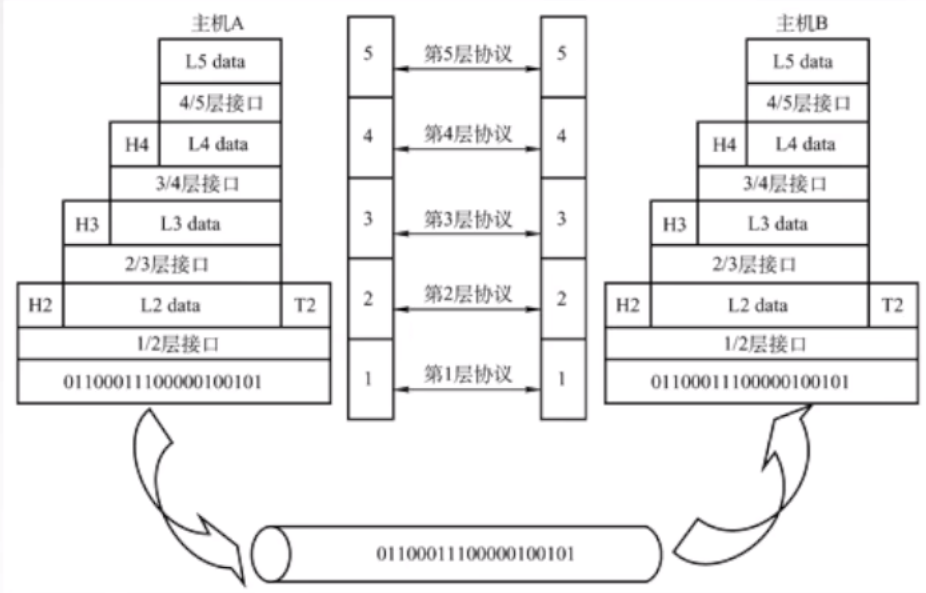 主机A
主机B
L5 data
5
第5层协议
5
L5 data
4/5层接口
4/5层接口
H4
L4 data
4
第4层协议
4
H4
L4 data
3/4层接口
3/4层接口
H3
L3 data
3
第3层协议
3
H3
L3 data
2/3层接口
2/3层接口
H2
L2 data
T2
2
第2层协议
2
H2
L2 data
T2
1/2层接口
1/2层接口
011000111100000100101
1
第1层协议
1
011000111100000100101
011000111100000100101